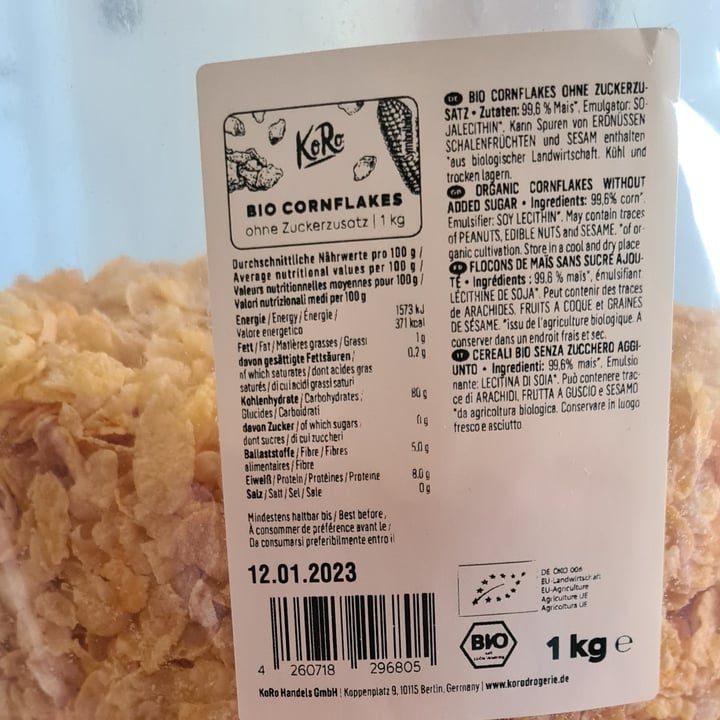 KoRo
BIO CORNFLAKES
ohne Zuckerzusatz | 1 kg
Durchschnittliche Nährwerte pro 100 g /
Average nutritional values per 100 g /
Valeurs nutritionnelles moyennes pour 100 g /
Valori nutrizionali medi per 100 g
Energie / Energy / Énergie / 1573 kJ
Valore energetico 371 kcal
Fett / Fat / Matières grasses / Grassi 1 g
davon gesättigte Fettsäuren / 0.2 g
of which saturates / dont acides gras
saturés / di cui acidi grassi saturi
Kohlenhydrate / Carbohydrates / 80 g
Glucides / Carboidrati
davon Zucker / of which sugars 0 g
dont sucres / di cui zuccheri
Ballaststoffe / Fibre / Fibres 5.0 g
alimentaires / Fibre
Eiweiß / Protein / Protéines / Proteine 8.0 g
Salz / Salt / Sel / Sale 0 g
Mindestens haltbar bis / Best before /
À consommer de préférence avant le /
Da consumarsi preferibilmente entro il
12.01.2023
4 260718 296805
KoRo Handels GmbH | Koppenplatz 9, 10115 Berlin, Germany | www.korodrogerie.de
DE BIO CORNFLAKES OHNE ZUCKERZU-
SATZ • Zutaten: 99,6 % Mais*, Emulgator: SO-
JALECITHIN*. Kann Spuren von ERDNÜSSEN
SCHALENFRÜCHTEN und SESAM enthalten
*aus biologischer Landwirtschaft. Kühl und
trocken lagern.
GB ORGANIC CORNFLAKES WITHOUT
ADDED SUGAR • Ingredients: 99,6% corn*.
Emulsifier: SOY LECITHIN*. May contain traces
of PEANUTS, EDIBLE NUTS and SESAME. *of or-
ganic cultivation. Store in a cool and dry place
FR FLOCONS DE MAÏS SANS SUCRE AJOU-
TÉ • Ingrédients : 99.6 % maïs*, émulsifiant
LÉCITHINE DE SOJA*. Peut contenir des traces
de ARACHIDES, FRUITS A COQUE et GRAINES
DE SÉSAME. *issu de l'agriculture biologique. A
conserver dans un endroit frais et sec.
IT CEREALI BIO SENZA ZUCCHERO AGGI-
UNTO • Ingredienti: 99,6% mais*. Emulsio
nante: LECITINA DI SOIA*. Può contenere trac-
ce di ARACHIDI, FRUTTA A GUSCIO e SESAMO
*da agricoltura biologica. Conservare in luogo
fresco e asciutto
DE ÖKO 006
EU-Landwirtschaft
EU-Agriculture
Agriculture UE
Agricoltura UE
BIO
1 kg e